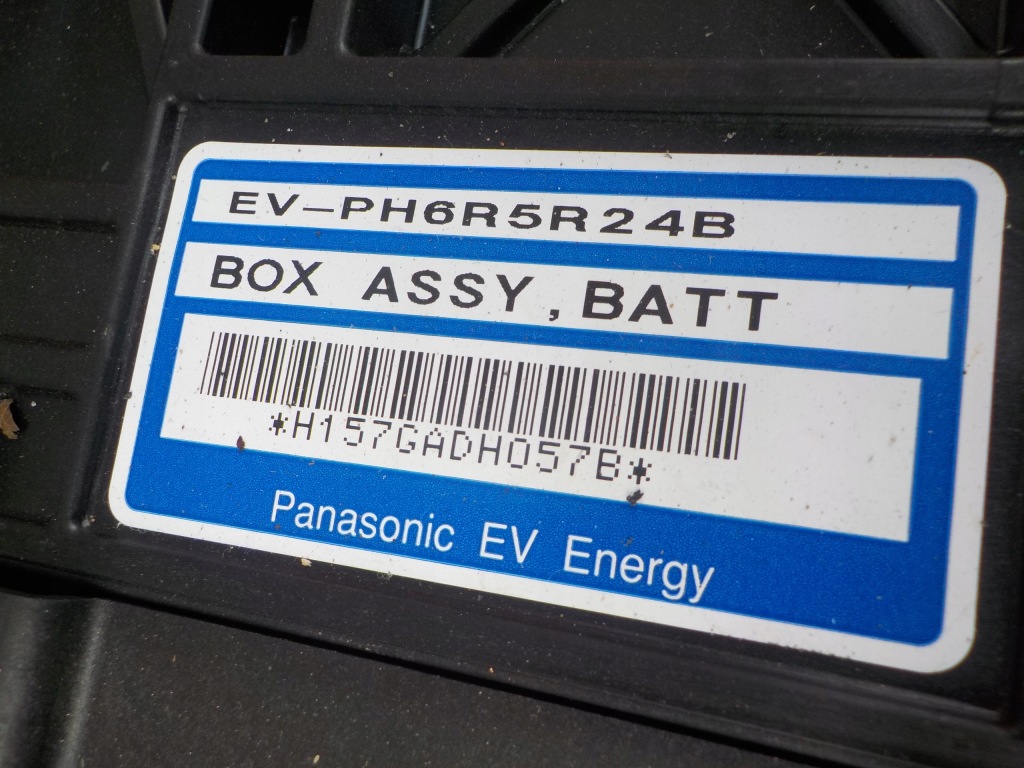 EV-PH6R5R24B
BOX ASSY,BATT
*H157GADH057B*
Panasonic EV Energy